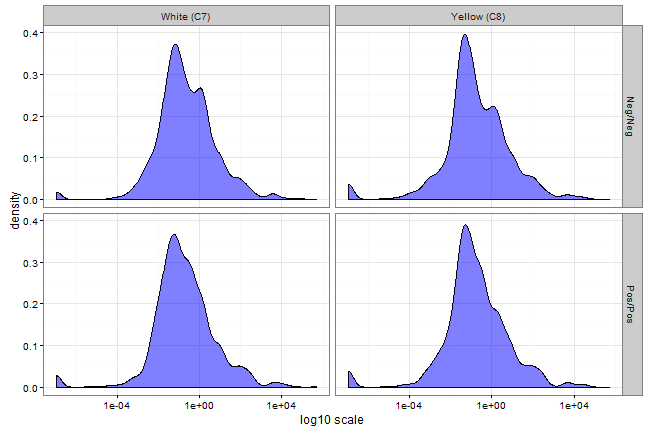 White (C7)
Yellow (C8)
0.4
0.3
0.2
0.1
0.0
Neg/Neg
density
0.4
0.3
0.2
0.1
0.0
Pos/Pos
1e-04
1e+00
1e+04
1e-04
1e+00
1e+04
log10 scale